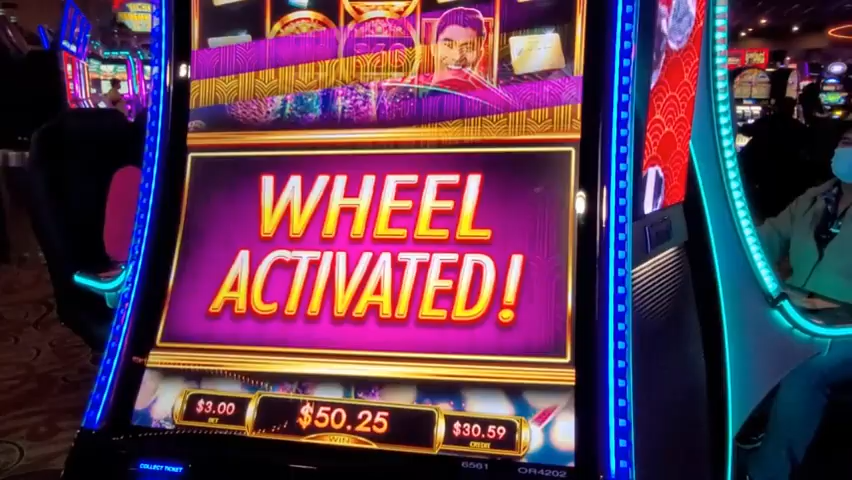 WHEEL
ACTIVATED!
$3.00 $50.25 $30.59
BET WIN CREDIT
COLLECT TICKET 6561 OR4202